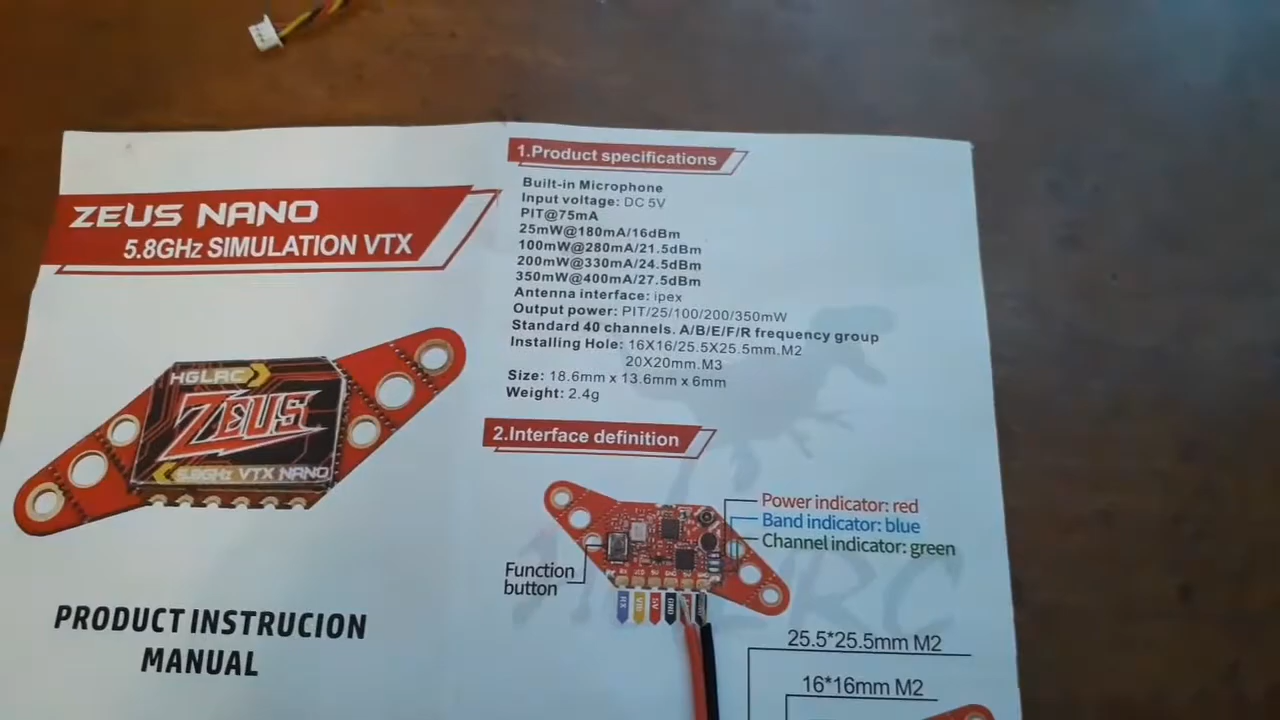 ZEUS NANO
5.8GHz SIMULATION VTX
HGLRC
ZEUS
5.8GHz VTX NANO
PRODUCT INSTRUCION
MANUAL
1.Product specifications
Built-in Microphone
Input voltage: DC 5V
PIT@75mA
25mW@180mA/16dBm
100mW@280mA/21.5dBm
200mW@330mA/24.5dBm
350mW@400mA/27.5dBm
Antenna interface: ipex
Output power: PIT/25/100/200/350mW
Standard 40 channels. A/B/E/F/R frequency group
Installing Hole: 16X16/25.5X25.5mm.M2
20X20mm.M3
Size: 18.6mm x 13.6mm x 6mm
Weight: 2.4g
2.Interface definition
Power indicator: red
Band indicator: blue
Channel indicator: green
Function
button
RX
VID
5V
GND
25.5*25.5mm M2
16*16mm M2